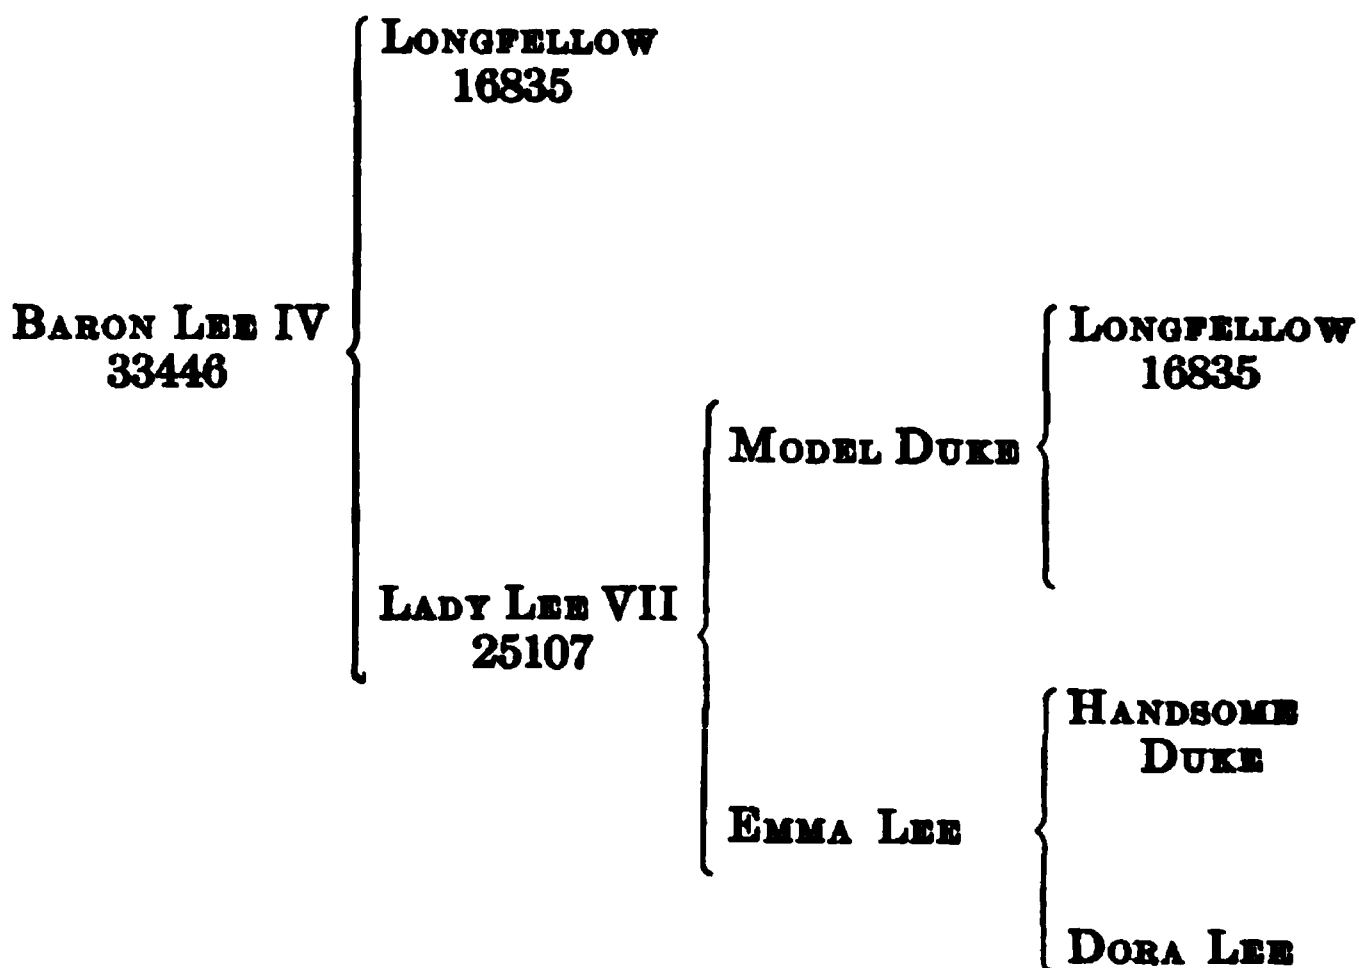 LONGFELLOW
16835
BARON LEE IV
33446
LONGFELLOW
16835
MODEL DUKE
LADY LEE VII
25107
HANDSOME
DUKE
EMMA LEE
DORA LEE